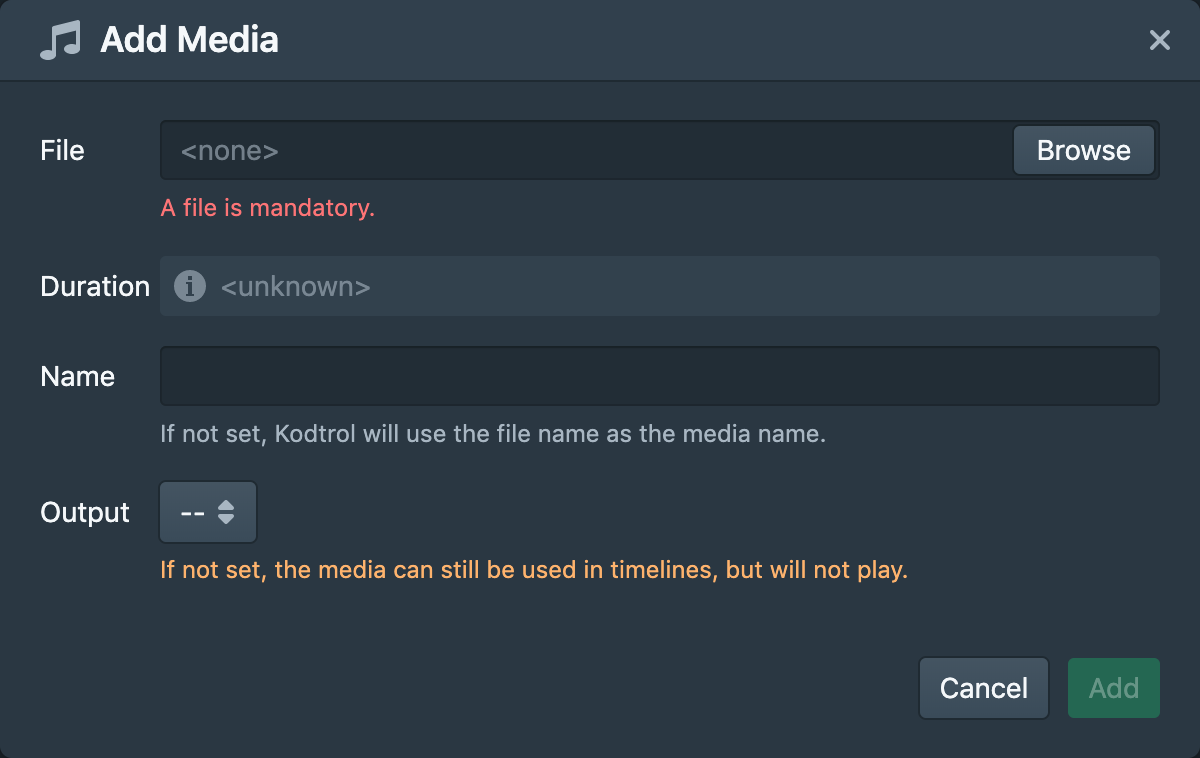 Add Media
File
<none>
Browse
A file is mandatory.
Duration
<unknown>
Name
If not set, Kodtrol will use the file name as the media name.
Output
--
If not set, the media can still be used in timelines, but will not play.
Cancel
Add